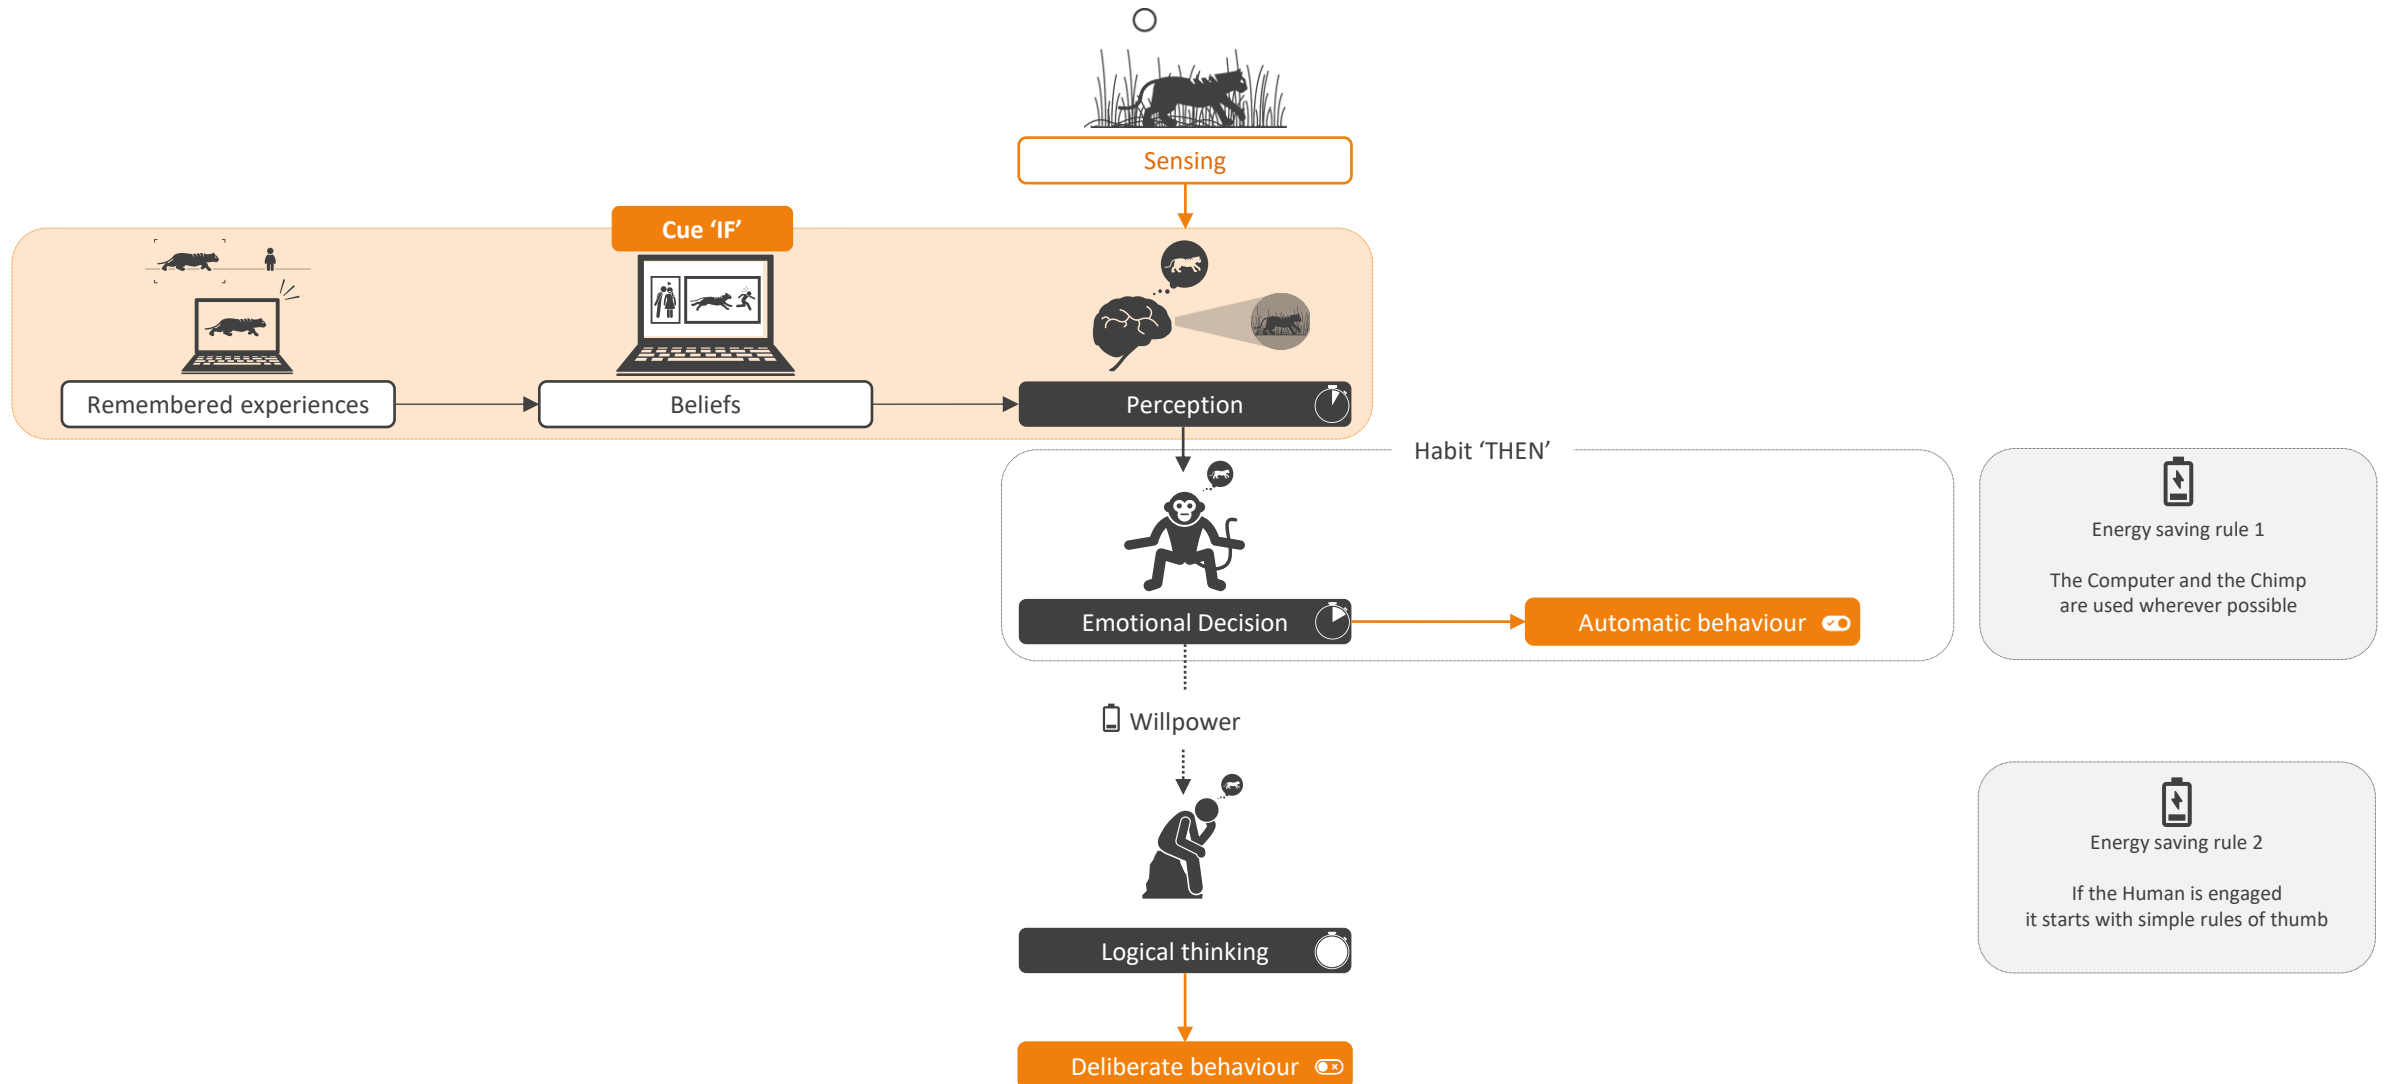 Sensing
Cue ‘IF’
Remembered experiences
Beliefs
Perception
Habit ‘THEN’
Energy saving rule 1
The Computer and the Chimp
are used wherever possible
Emotional Decision
Automatic behaviour
Willpower
Energy saving rule 2
If the Human is engaged
it starts with simple rules of thumb
Logical thinking
Deliberate behaviour